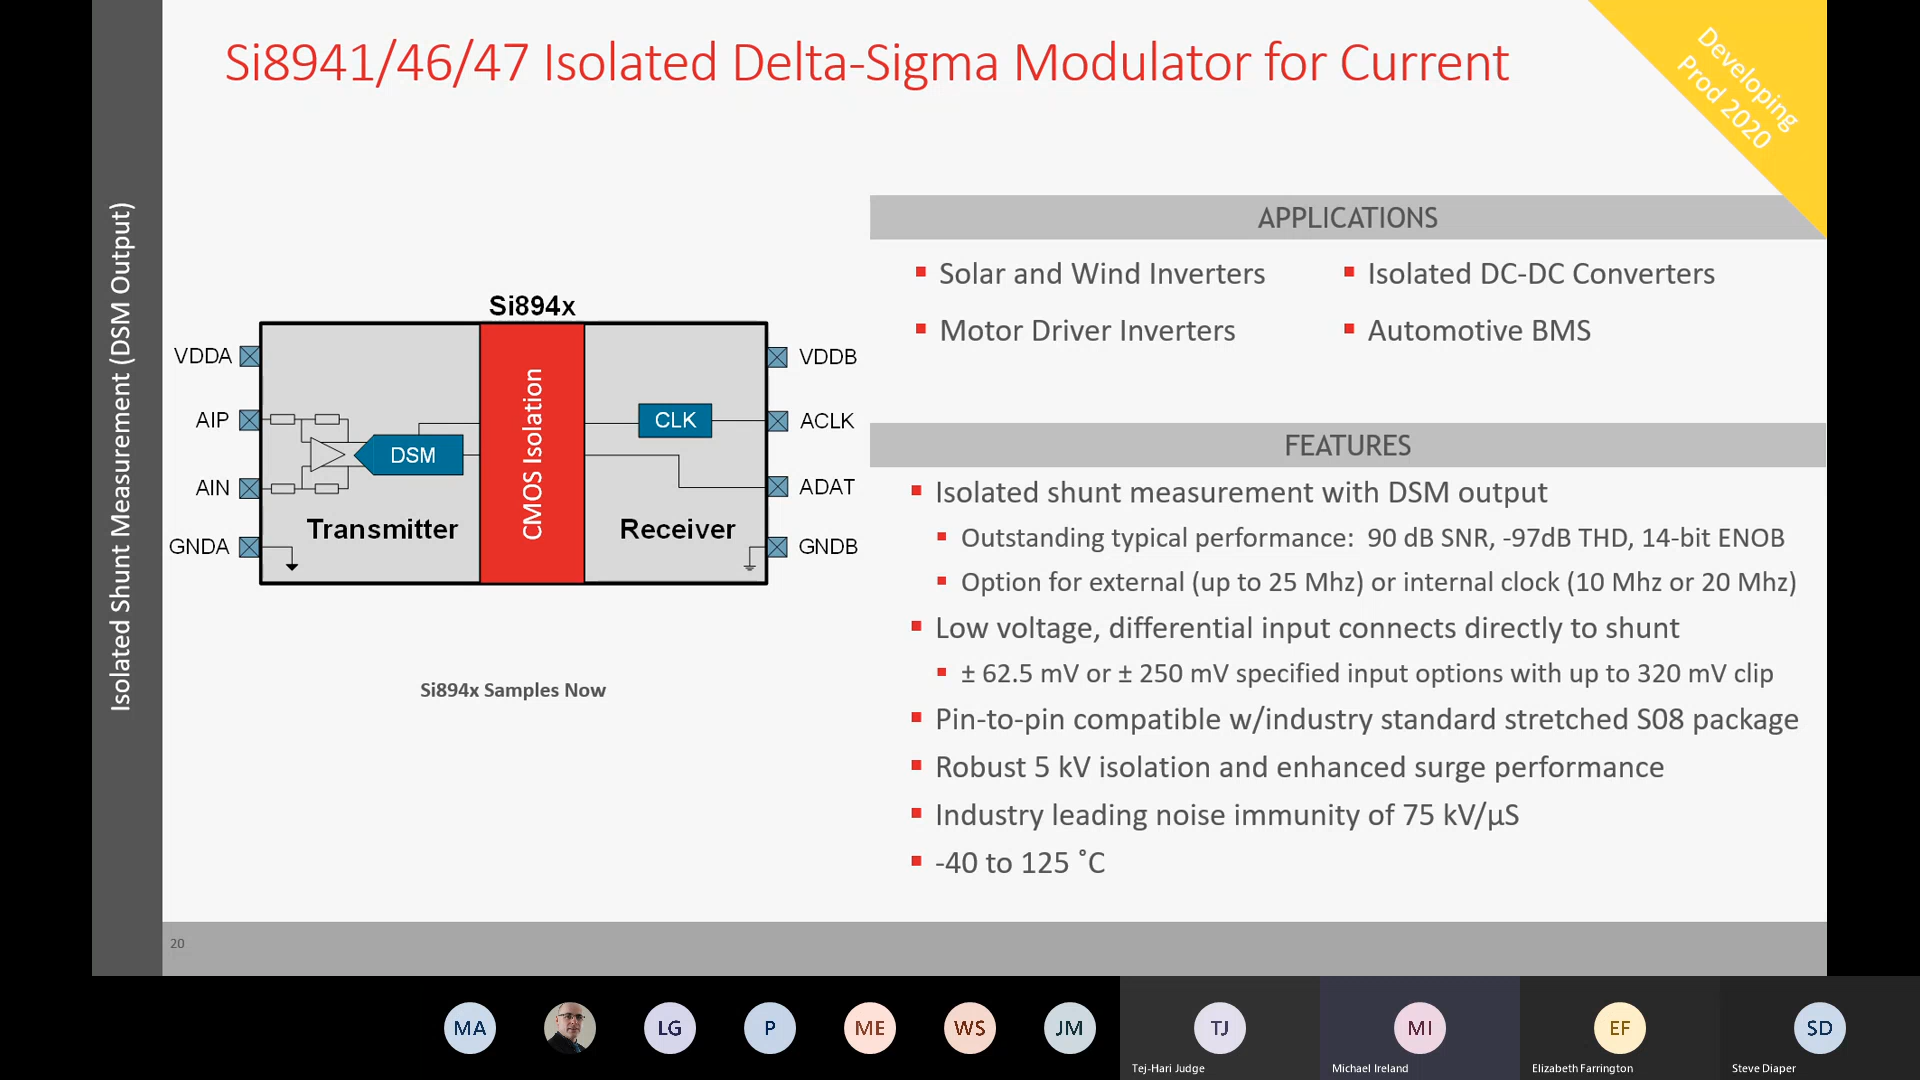 Si8941/46/47 Isolated Delta-Sigma Modulator for Current
Developing
Prod 2020
Isolated Shunt Measurement (DSM Output)
Si894x
VDDA
AIP
AIN
GNDA
DSM
Transmitter
CMOS Isolation
CLK
Receiver
VDDB
ACLK
ADAT
GNDB
Si894x Samples Now
APPLICATIONS
Solar and Wind Inverters
Isolated DC-DC Converters
Motor Driver Inverters
Automotive BMS
FEATURES
Isolated shunt measurement with DSM output
Outstanding typical performance: 90 dB SNR, -97dB THD, 14-bit ENOB
Option for external (up to 25 Mhz) or internal clock (10 Mhz or 20 Mhz)
Low voltage, differential input connects directly to shunt
± 62.5 mV or ± 250 mV specified input options with up to 320 mV clip
Pin-to-pin compatible w/industry standard stretched S08 package
Robust 5 kV isolation and enhanced surge performance
Industry leading noise immunity of 75 kV/µS
-40 to 125 ˚C
20
MA
LG
P
ME
WS
JM
TJ
MI
EF
SD
Tej-Hari Judge
Michael Ireland
Elizabeth Farrington
Steve Diaper